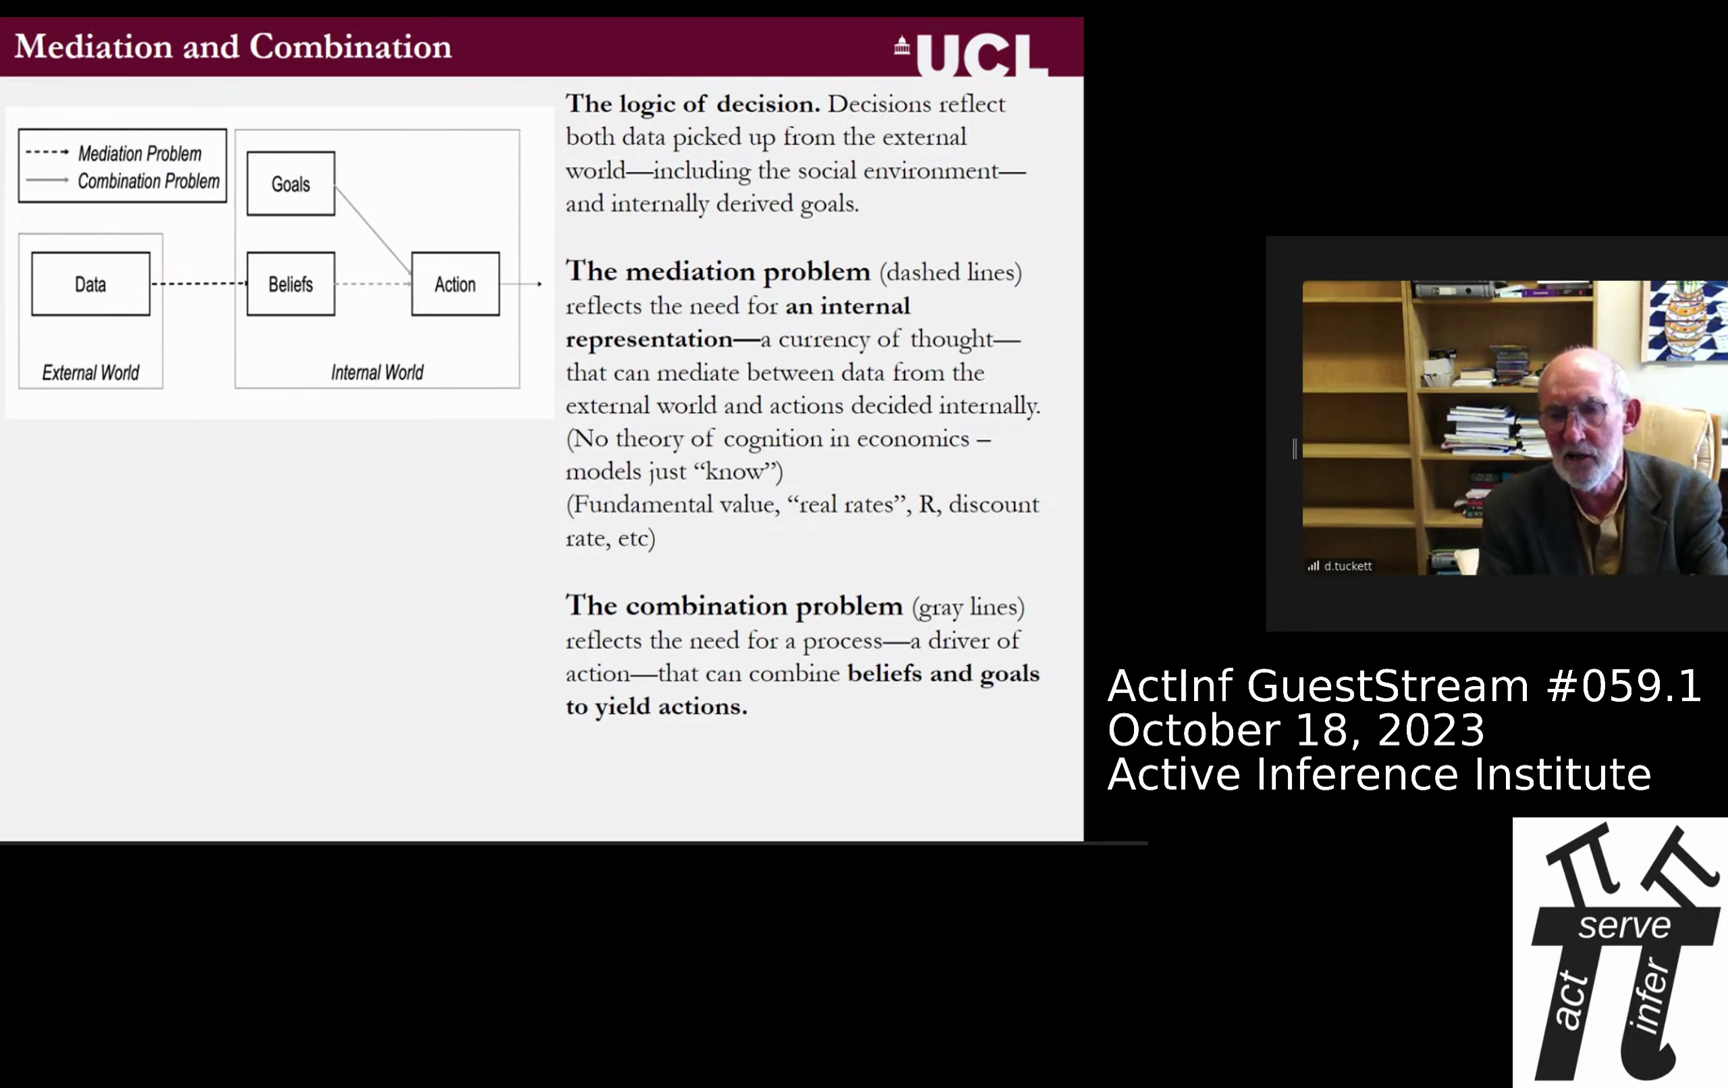 Mediation and Combination
UCL
Mediation Problem
Combination Problem
Goals
Data
Beliefs
Action
External World
Internal World
The logic of decision. Decisions reflect
both data picked up from the external
world—including the social environment—
and internally derived goals.
The mediation problem (dashed lines)
reflects the need for an internal
representation—a currency of thought—
that can mediate between data from the
external world and actions decided internally.
(No theory of cognition in economics –
models just “know”)
(Fundamental value, “real rates”, R, discount
rate, etc)
The combination problem (gray lines)
reflects the need for a process—a driver of
action—that can combine beliefs and goals
to yield actions.
d.tuckett
ActInf GuestStream #059.1
October 18, 2023
Active Inference Institute
serve
act
infer